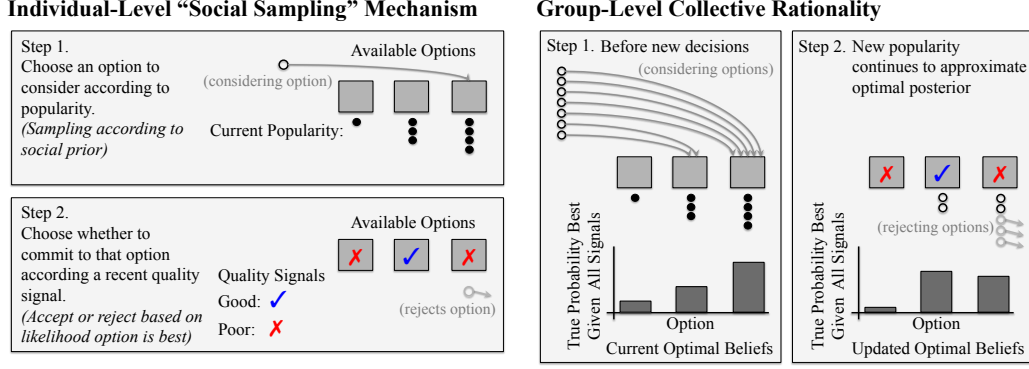 Individual-Level “Social Sampling” Mechanism
Step 1.
Choose an option to
consider according to
popularity.
(Sampling according to
social prior)
Available Options
(considering option)
Current Popularity:
Step 2.
Choose whether to
commit to that option
according a recent quality
signal.
(Accept or reject based on
likelihood option is best)
Available Options
Quality Signals
Good: ✓
Poor: ✗
(rejects option)
Group-Level Collective Rationality
Step 1. Before new decisions
(considering options)
True Probability Best
Given All Signals
Option
Current Optimal Beliefs
Step 2. New popularity
continues to approximate
optimal posterior
(rejecting options)
True Probability Best
Given All Signals
Option
Updated Optimal Beliefs